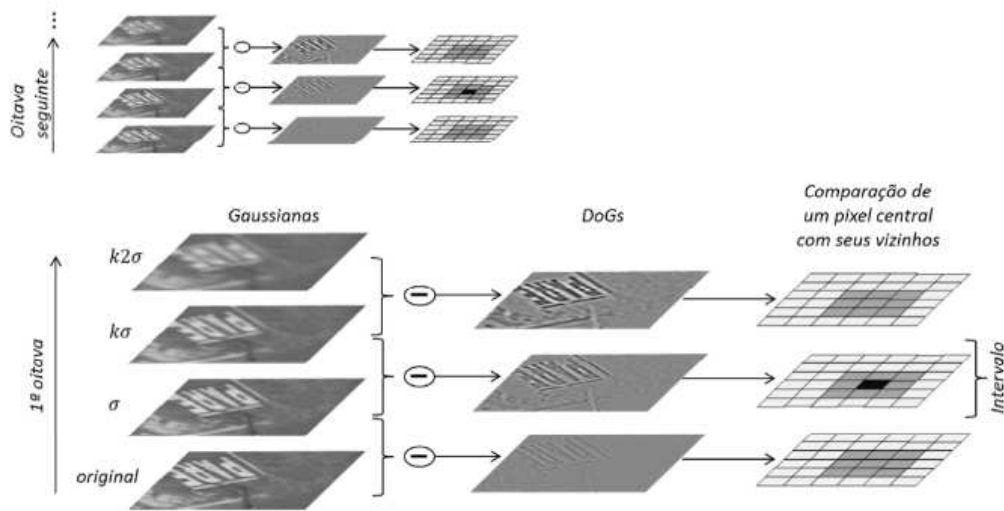 ...
Oitava
seguinte
Gaussianas
DoGs
Comparação de
um pixel central
com seus vizinhos
k2σ
kσ
σ
original
1ª oitava
Intervalo